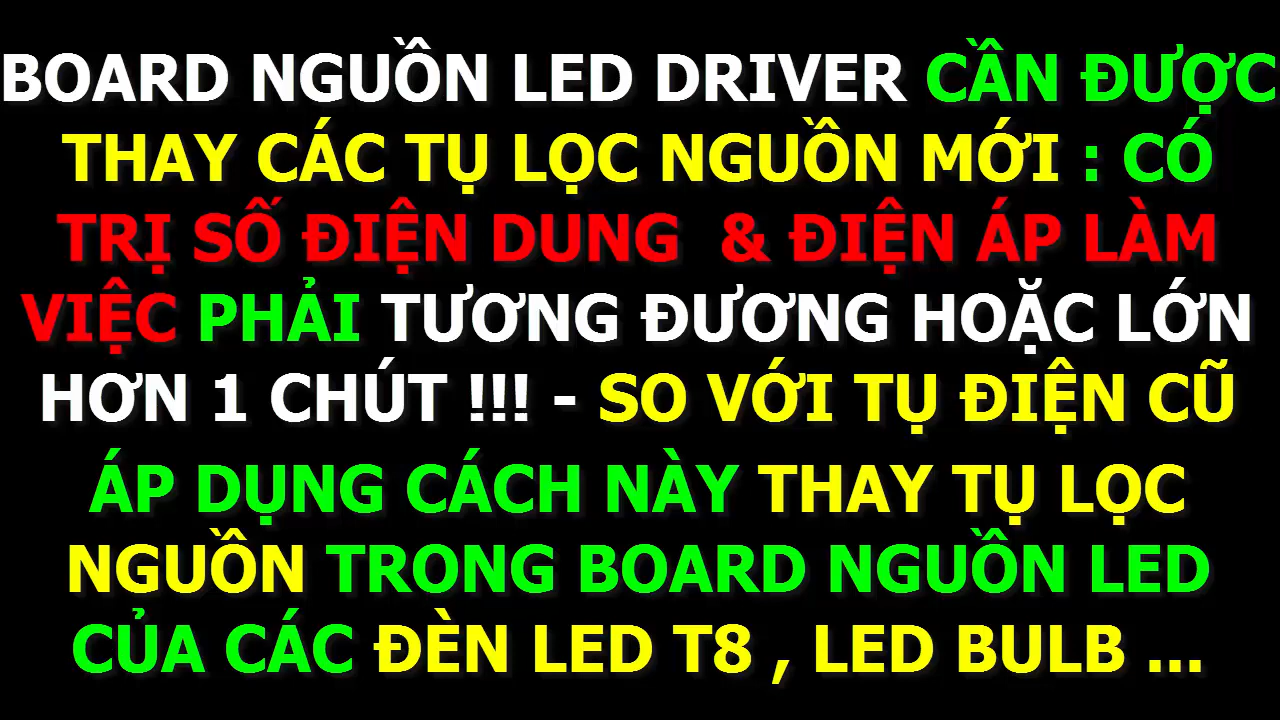 BOARD NGUỒN LED DRIVER CẦN ĐƯỢC
THAY CÁC TỤ LỌC NGUỒN MỚI : CÓ
TRỊ SỐ ĐIỆN DUNG & ĐIỆN ÁP LÀM
VIỆC PHẢI TƯƠNG ĐƯƠNG HOẶC LỚN
HƠN 1 CHÚT !!! - SO VỚI TỤ ĐIỆN CŨ
ÁP DỤNG CÁCH NÀY THAY TỤ LỌC
NGUỒN TRONG BOARD NGUỒN LED
CỦA CÁC ĐÈN LED T8 , LED BULB ...